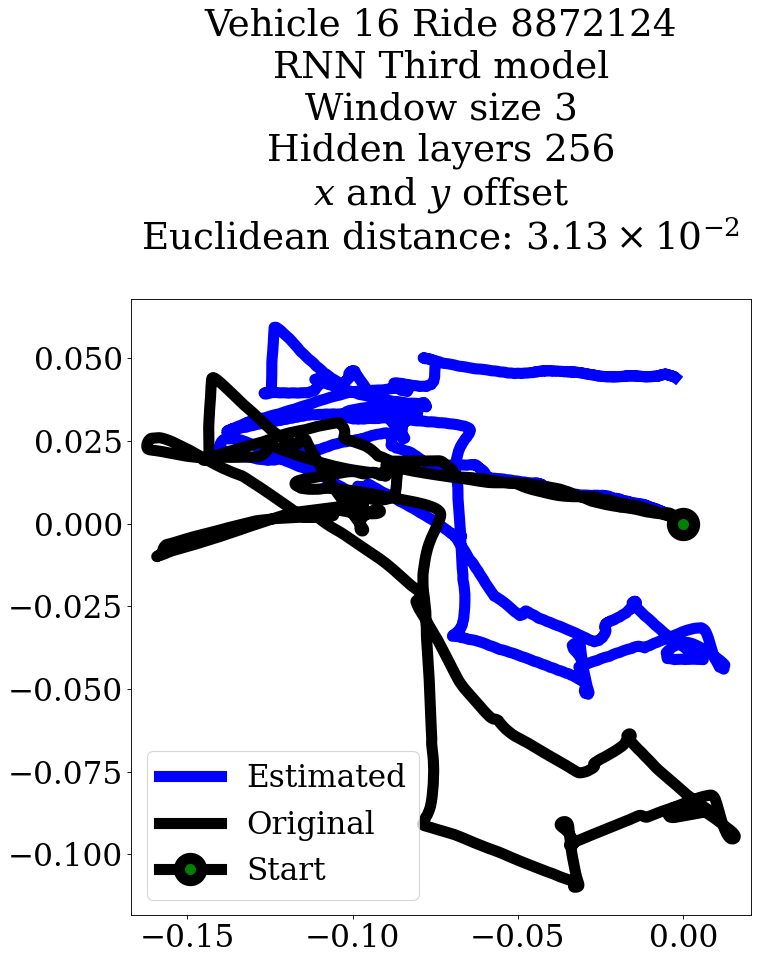 Vehicle 16 Ride 8872124
RNN Third model
Window size 3
Hidden layers 256
x and y offset
Euclidean distance: 3.13 × 10⁻²
0.050
0.025
0.000
−0.025
−0.050
−0.075
−0.100
Estimated
Original
Start
−0.15
−0.10
−0.05
0.00